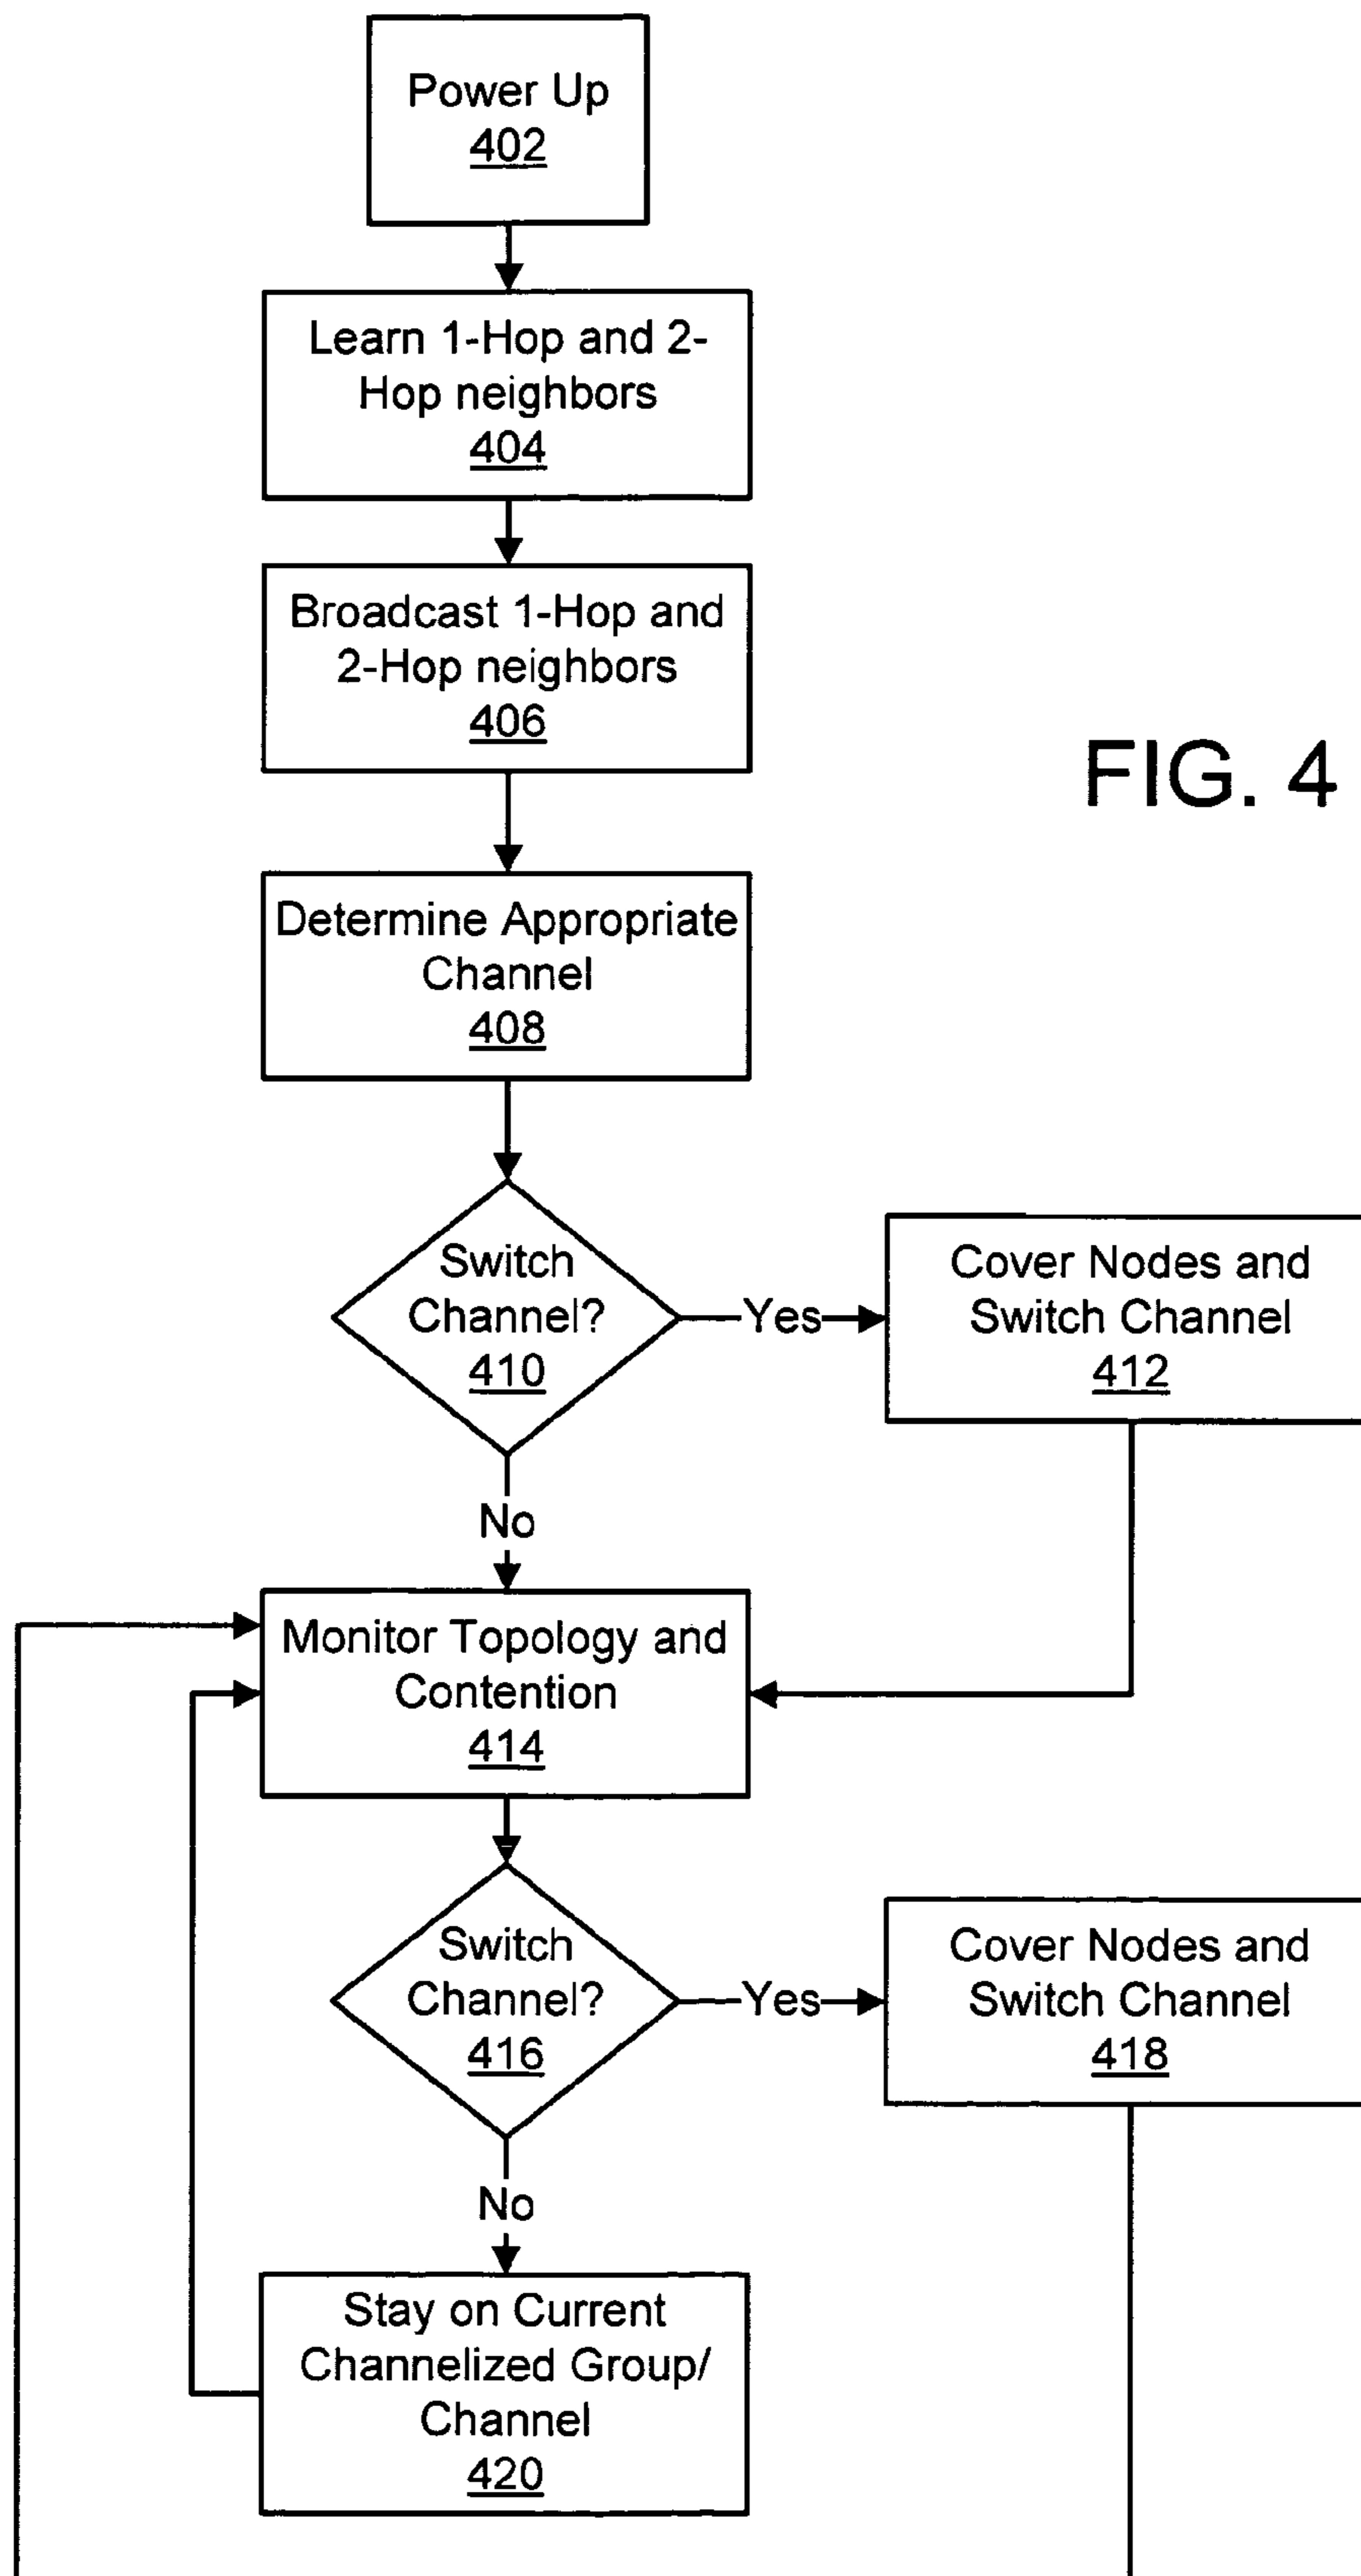 Power Up
402
Learn 1-Hop and 2-
Hop neighbors
404
Broadcast 1-Hop and
2-Hop neighbors
406
FIG. 4
Determine Appropriate
Channel
408
Switch
Channel?
410
Yes
Cover Nodes and
Switch Channel
412
No
Monitor Topology and
Contention
414
Switch
Channel?
416
Yes
Cover Nodes and
Switch Channel
418
No
Stay on Current
Channelized Group/
Channel
420